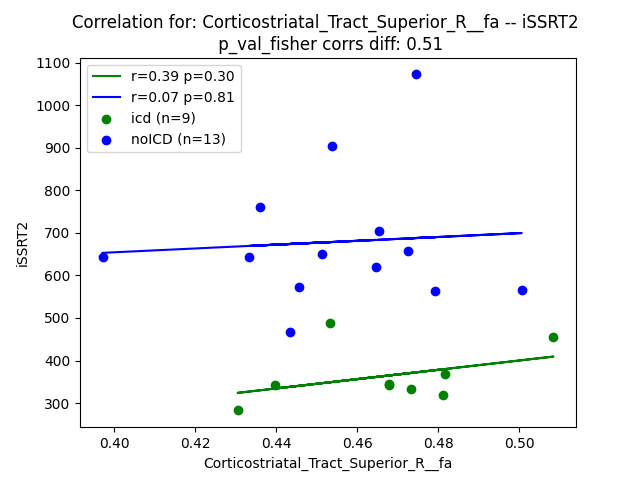 Correlation for: Corticostriatal_Tract_Superior_R__fa -- iSSRT2
p_val_fisher corrs diff: 0.51
r=0.39 p=0.30
r=0.07 p=0.81
icd (n=9)
noICD (n=13)
1100
1000
900
800
700
600
500
400
300
iSSRT2
0.40 0.42 0.44 0.46 0.48 0.50
Corticostriatal_Tract_Superior_R__fa